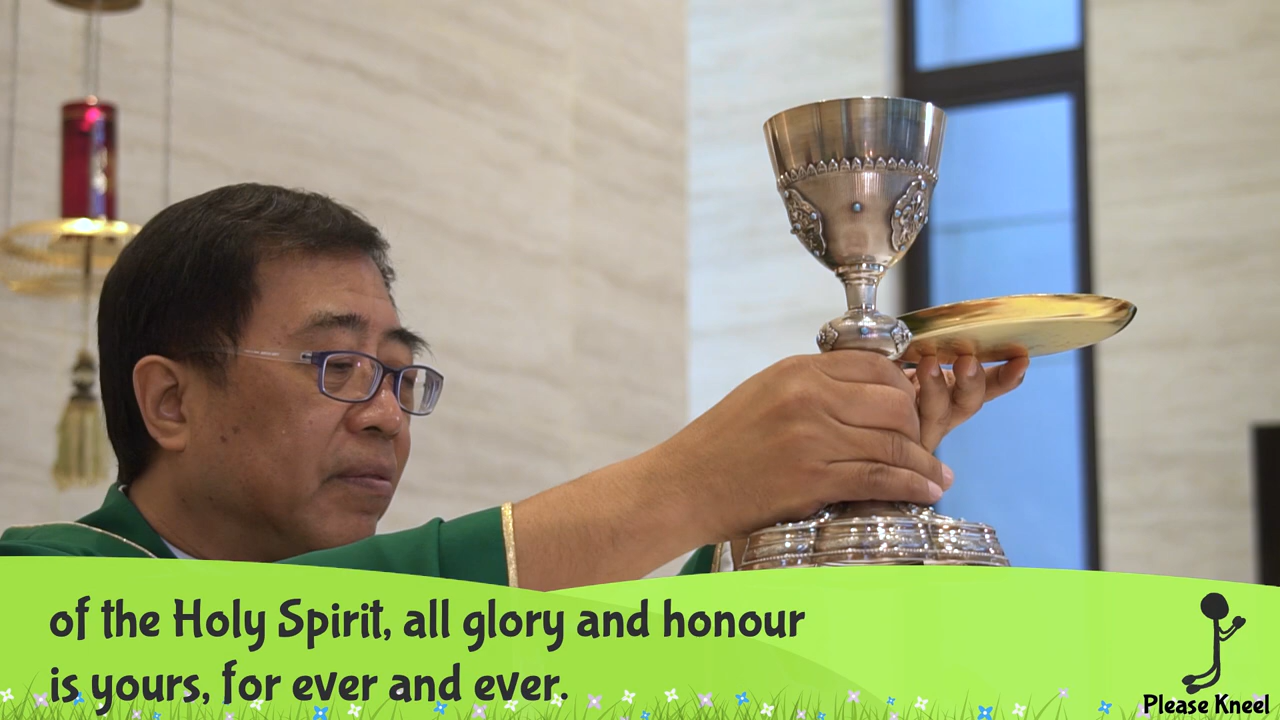 of the Holy Spirit, all glory and honour
is yours, for ever and ever.
Please Kneel